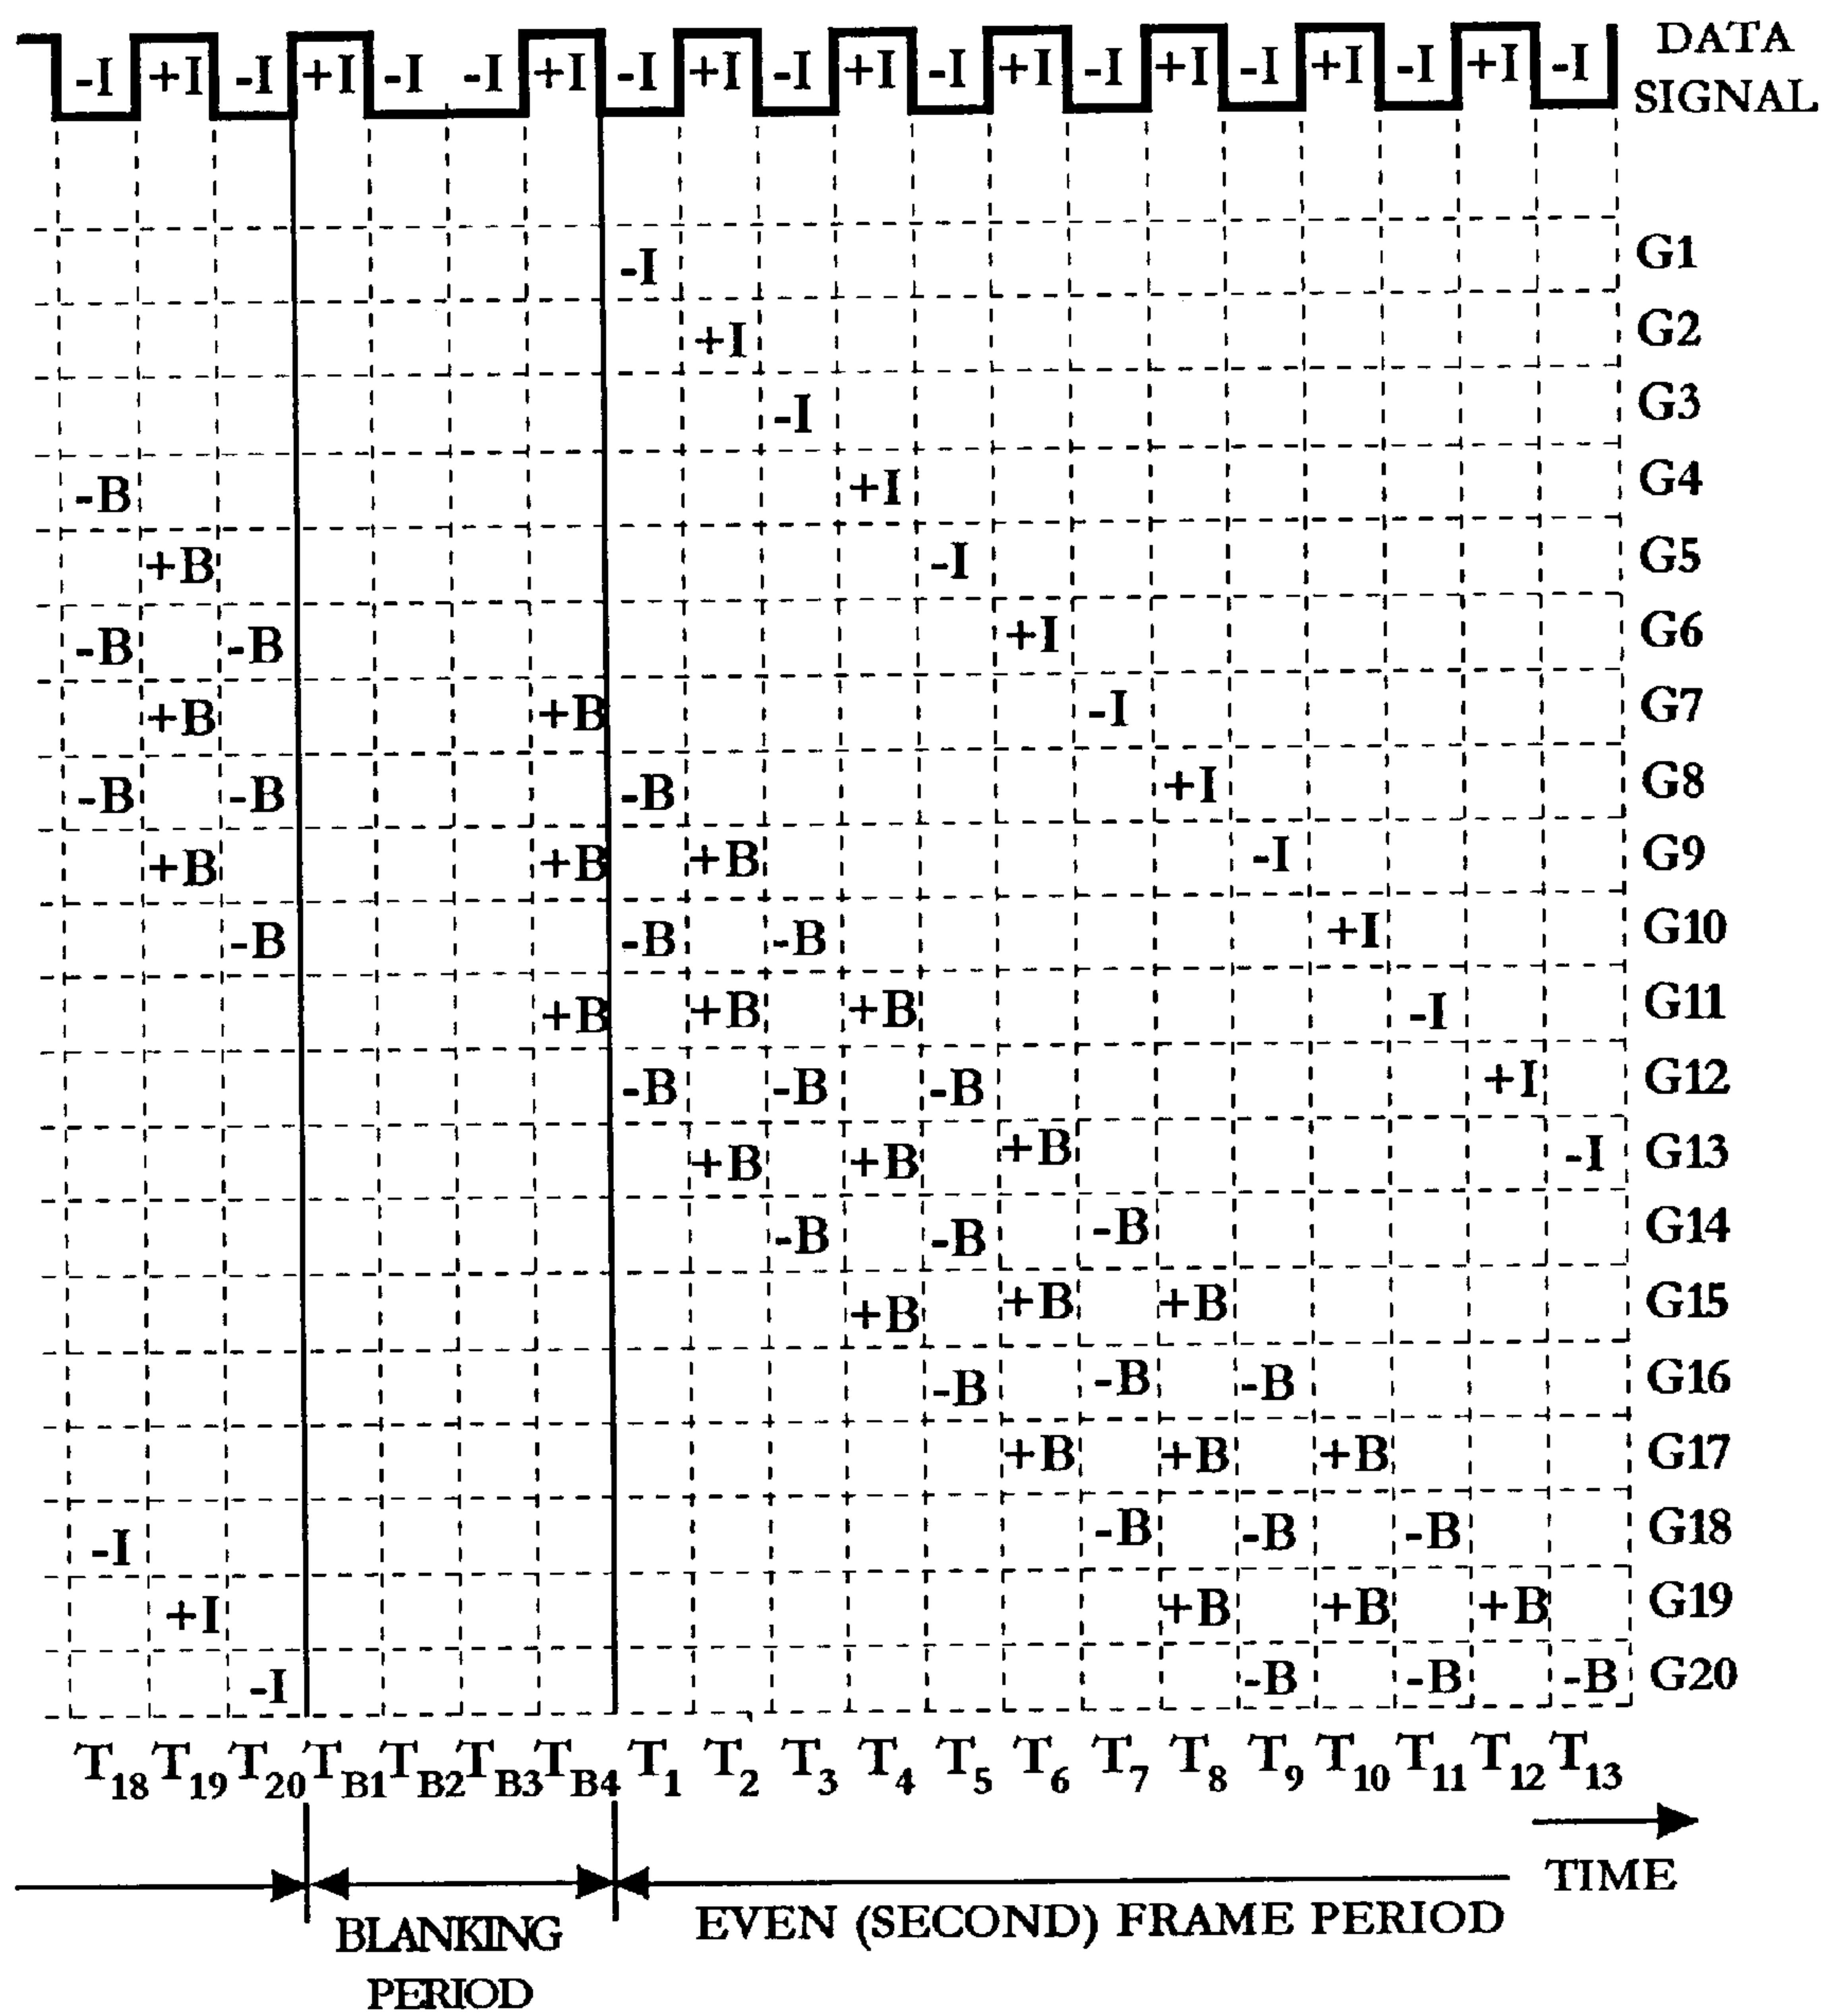 -I +I -I +I -I -I +I -I +I -I +I -I +I -I +I -I +I -I +I -I DATA
SIGNAL
-I G1
+I G2
-I G3
-B +I G4
+B -I G5
-B -B +I G6
+B +B -I G7
-B -B -B +I G8
+B +B +B -I G9
-B -B -B +I G10
+B +B +B -I G11
-B -B -B +I G12
+B +B +B -I G13
-B -B -B G14
+B +B +B G15
-B -B -B G16
+B +B +B G17
-I -B -B -B G18
+I +B +B +B G19
-I -B -B -B G20
T18 T19 T20 TB1 TB2 TB3 TB4 T1 T2 T3 T4 T5 T6 T7 T8 T9 T10 T11 T12 T13
TIME
BLANKING
PERIOD
EVEN (SECOND) FRAME PERIOD